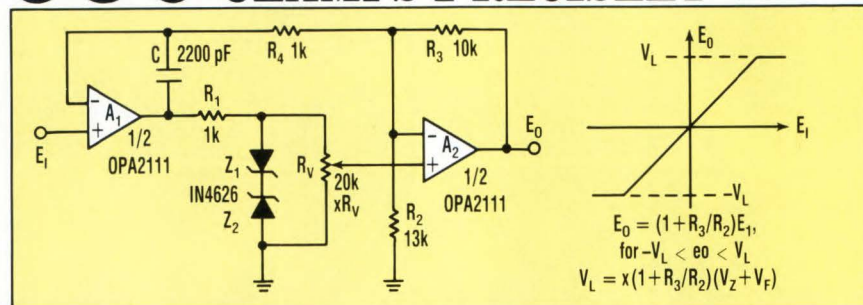 C 2200 pF
R4 1k
R3 10k
R1
1k
A1
1/2
OPA2111
EI
Z1
IN4626
Z2
RV
20k
xRV
A2
1/2
OPA2111
EO
R2
13k
EO
VL
EI
-VL
EO = (1+R3/R2)E1,
for -VL < eo < VL
VL = x(1+R3/R2)(VZ+VF)